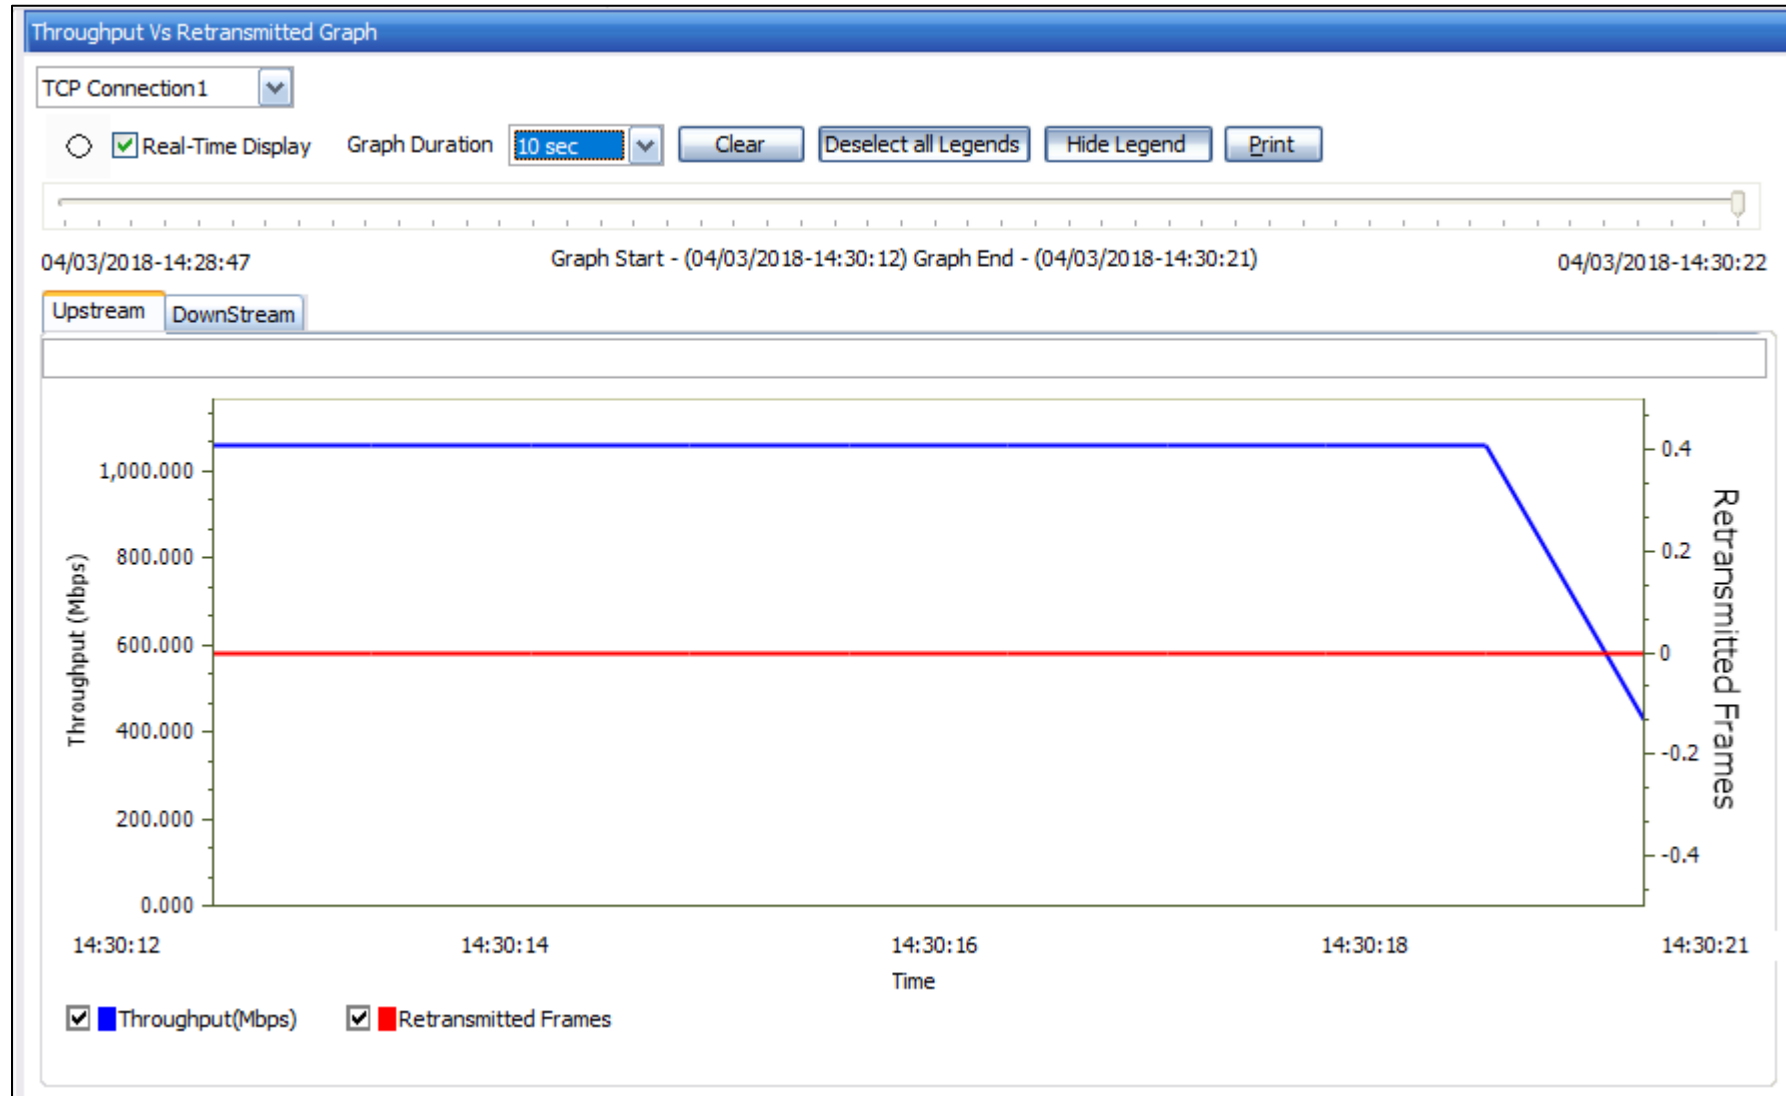 Throughput Vs Retransmitted Graph
TCP Connection1
Real-Time Display Graph Duration 10 sec Clear Deselect all Legends Hide Legend Print
04/03/2018-14:28:47 Graph Start - (04/03/2018-14:30:12) Graph End - (04/03/2018-14:30:21) 04/03/2018-14:30:22
Upstream DownStream
Throughput (Mbps)
1,000.000
800.000
600.000
400.000
200.000
0.000
0.4
0.2
0
-0.2
-0.4
Retransmitted Frames
14:30:12 14:30:14 14:30:16 14:30:18 14:30:21
Time
Throughput(Mbps) Retransmitted Frames